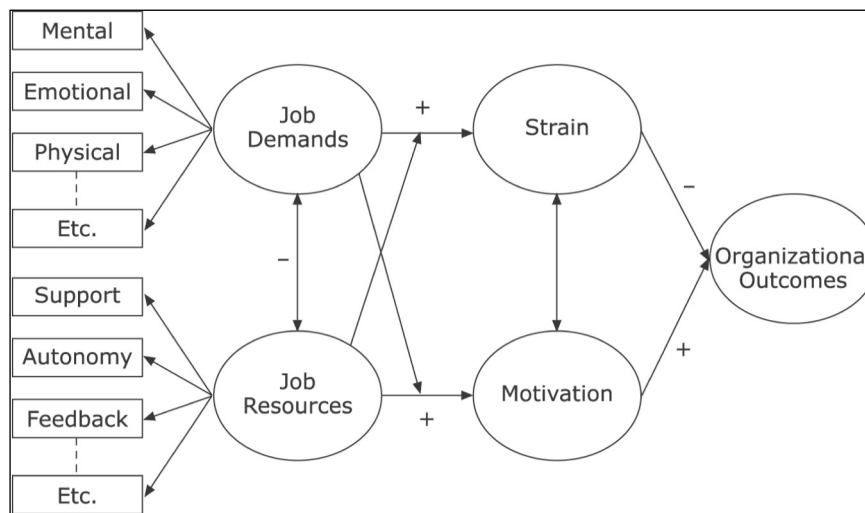 Mental
Emotional
Physical
Etc.
Support
Autonomy
Feedback
Etc.
Job
Demands
–
Job
Resources
+
+
Strain
Motivation
–
+
Organizationa
Outcomes